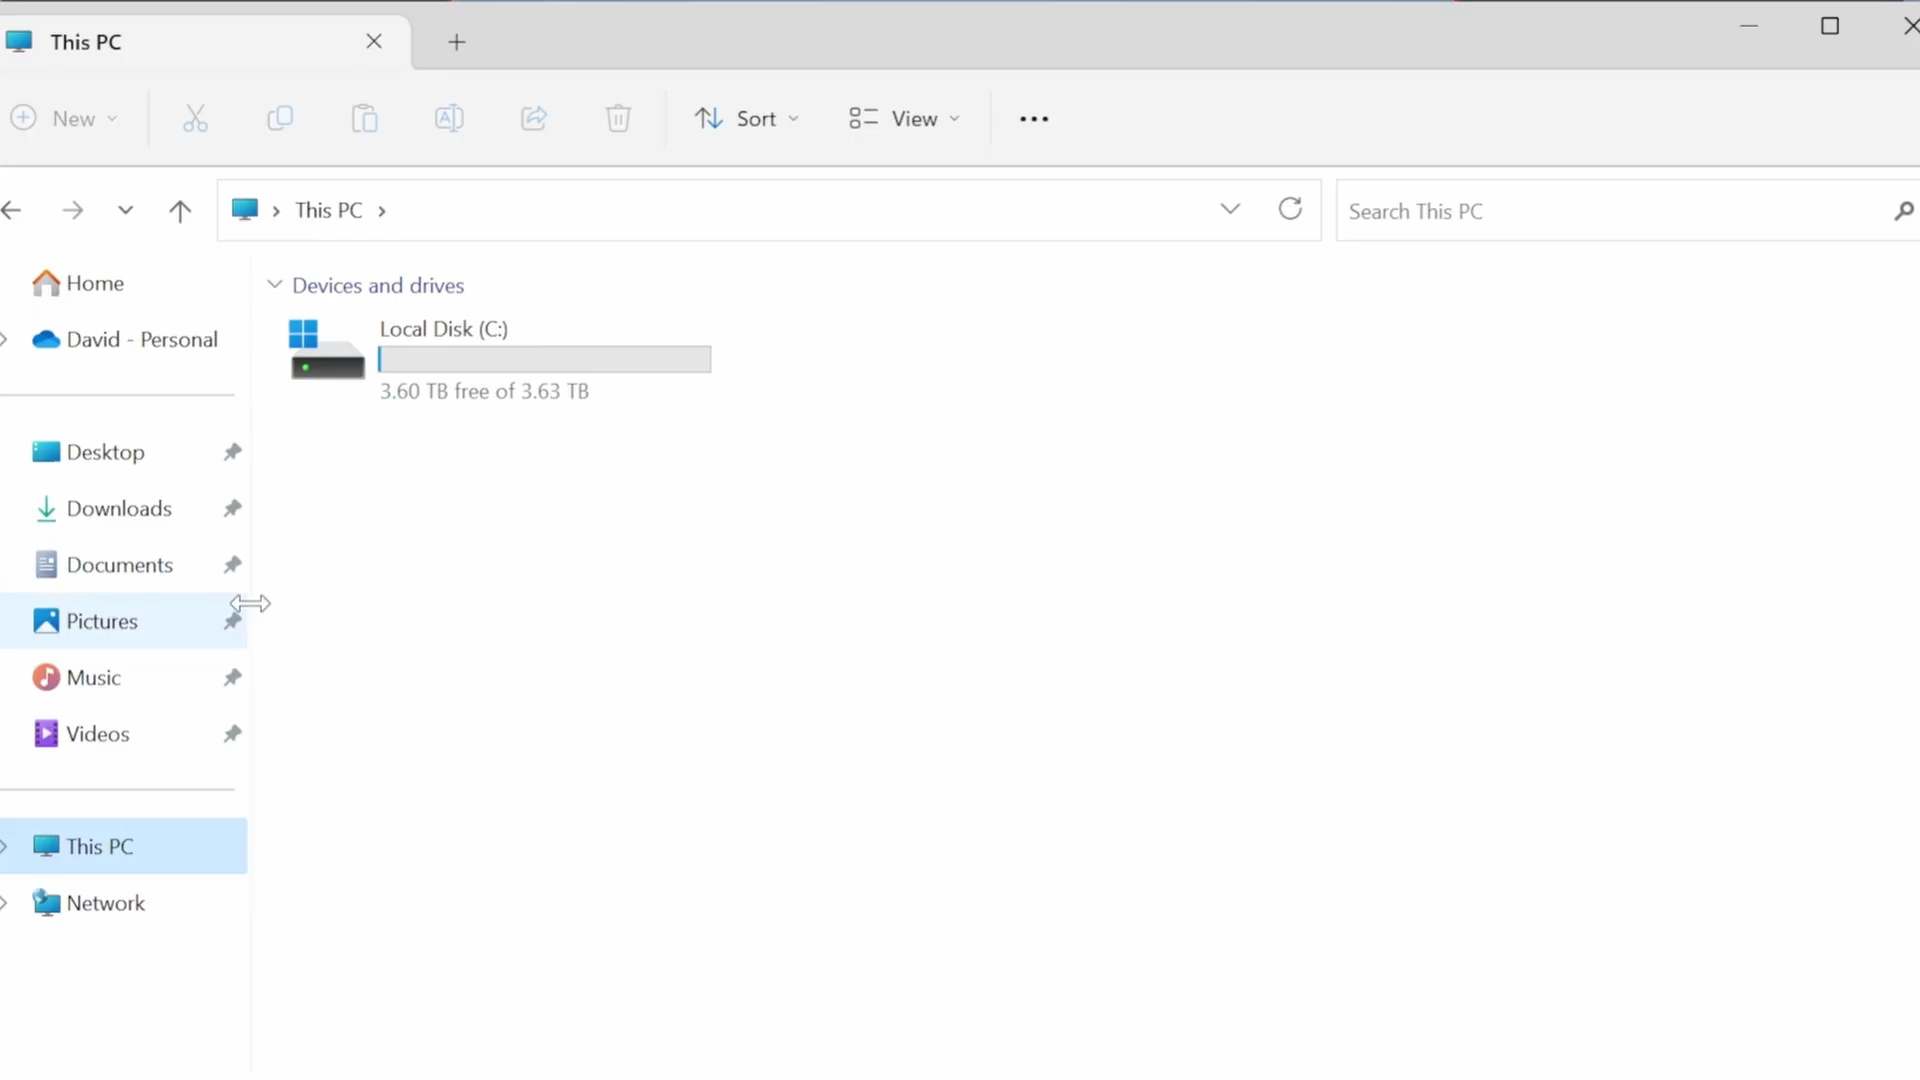 This PC
New
Sort
View
This PC
Search This PC
Home
David - Personal
Desktop
Downloads
Documents
Pictures
Music
Videos
This PC
Network
Devices and drives
Local Disk (C:)
3.60 TB free of 3.63 TB